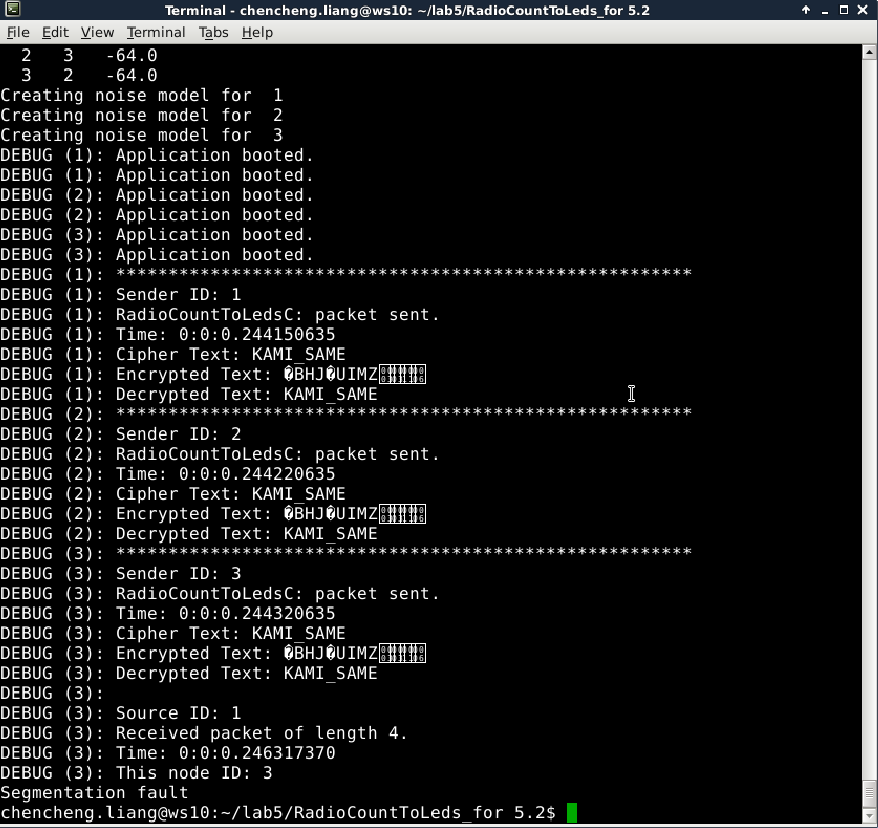 Terminal - chencheng.liang@ws10: ~/lab5/RadioCountToLeds_for 5.2
File Edit View Terminal Tabs Help
2 3 -64.0
3 2 -64.0
Creating noise model for 1
Creating noise model for 2
Creating noise model for 3
DEBUG (1): Application booted.
DEBUG (1): Application booted.
DEBUG (2): Application booted.
DEBUG (2): Application booted.
DEBUG (3): Application booted.
DEBUG (3): Application booted.
DEBUG (1): *******************************************************
DEBUG (1): Sender ID: 1
DEBUG (1): RadioCountToLedsC: packet sent.
DEBUG (1): Time: 0:0:0.244150635
DEBUG (1): Cipher Text: KAMI_SAME
DEBUG (1): Encrypted Text: �BHJ�UIMZ
DEBUG (1): Decrypted Text: KAMI_SAME
DEBUG (2): *******************************************************
DEBUG (2): Sender ID: 2
DEBUG (2): RadioCountToLedsC: packet sent.
DEBUG (2): Time: 0:0:0.244220635
DEBUG (2): Cipher Text: KAMI_SAME
DEBUG (2): Encrypted Text: �BHJ�UIMZ
DEBUG (2): Decrypted Text: KAMI_SAME
DEBUG (3): *******************************************************
DEBUG (3): Sender ID: 3
DEBUG (3): RadioCountToLedsC: packet sent.
DEBUG (3): Time: 0:0:0.244320635
DEBUG (3): Cipher Text: KAMI_SAME
DEBUG (3): Encrypted Text: �BHJ�UIMZ
DEBUG (3): Decrypted Text: KAMI_SAME
DEBUG (3):
DEBUG (3): Source ID: 1
DEBUG (3): Received packet of length 4.
DEBUG (3): Time: 0:0:0.246317370
DEBUG (3): This node ID: 3
Segmentation fault
chencheng.liang@ws10:~/lab5/RadioCountToLeds_for 5.2$